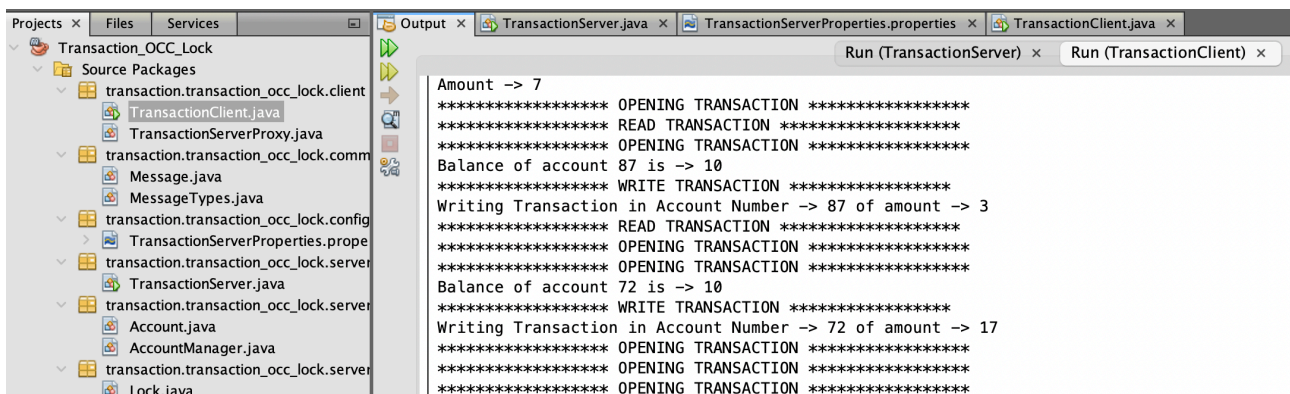 Projects × Files Services
Output × TransactionServer.java × TransactionServerProperties.properties × TransactionClient.java ×
Run (TransactionServer) × Run (TransactionClient) ×
Transaction_OCC_Lock
Source Packages
transaction.transaction_occ_lock.client
TransactionClient.java
TransactionServerProxy.java
transaction.transaction_occ_lock.comm
Message.java
MessageTypes.java
transaction.transaction_occ_lock.config
TransactionServerProperties.prope
transaction.transaction_occ_lock.server
TransactionServer.java
transaction.transaction_occ_lock.server
Account.java
AccountManager.java
transaction.transaction_occ_lock.server
Lock.java
Amount -> 7
****************** OPENING TRANSACTION *****************
****************** READ TRANSACTION *******************
****************** OPENING TRANSACTION *****************
Balance of account 87 is -> 10
****************** WRITE TRANSACTION *****************
Writing Transaction in Account Number -> 87 of amount -> 3
****************** READ TRANSACTION *******************
****************** OPENING TRANSACTION *****************
****************** OPENING TRANSACTION *****************
Balance of account 72 is -> 10
****************** WRITE TRANSACTION *****************
Writing Transaction in Account Number -> 72 of amount -> 17
****************** OPENING TRANSACTION *****************
****************** OPENING TRANSACTION *****************
****************** OPENING TRANSACTION *****************